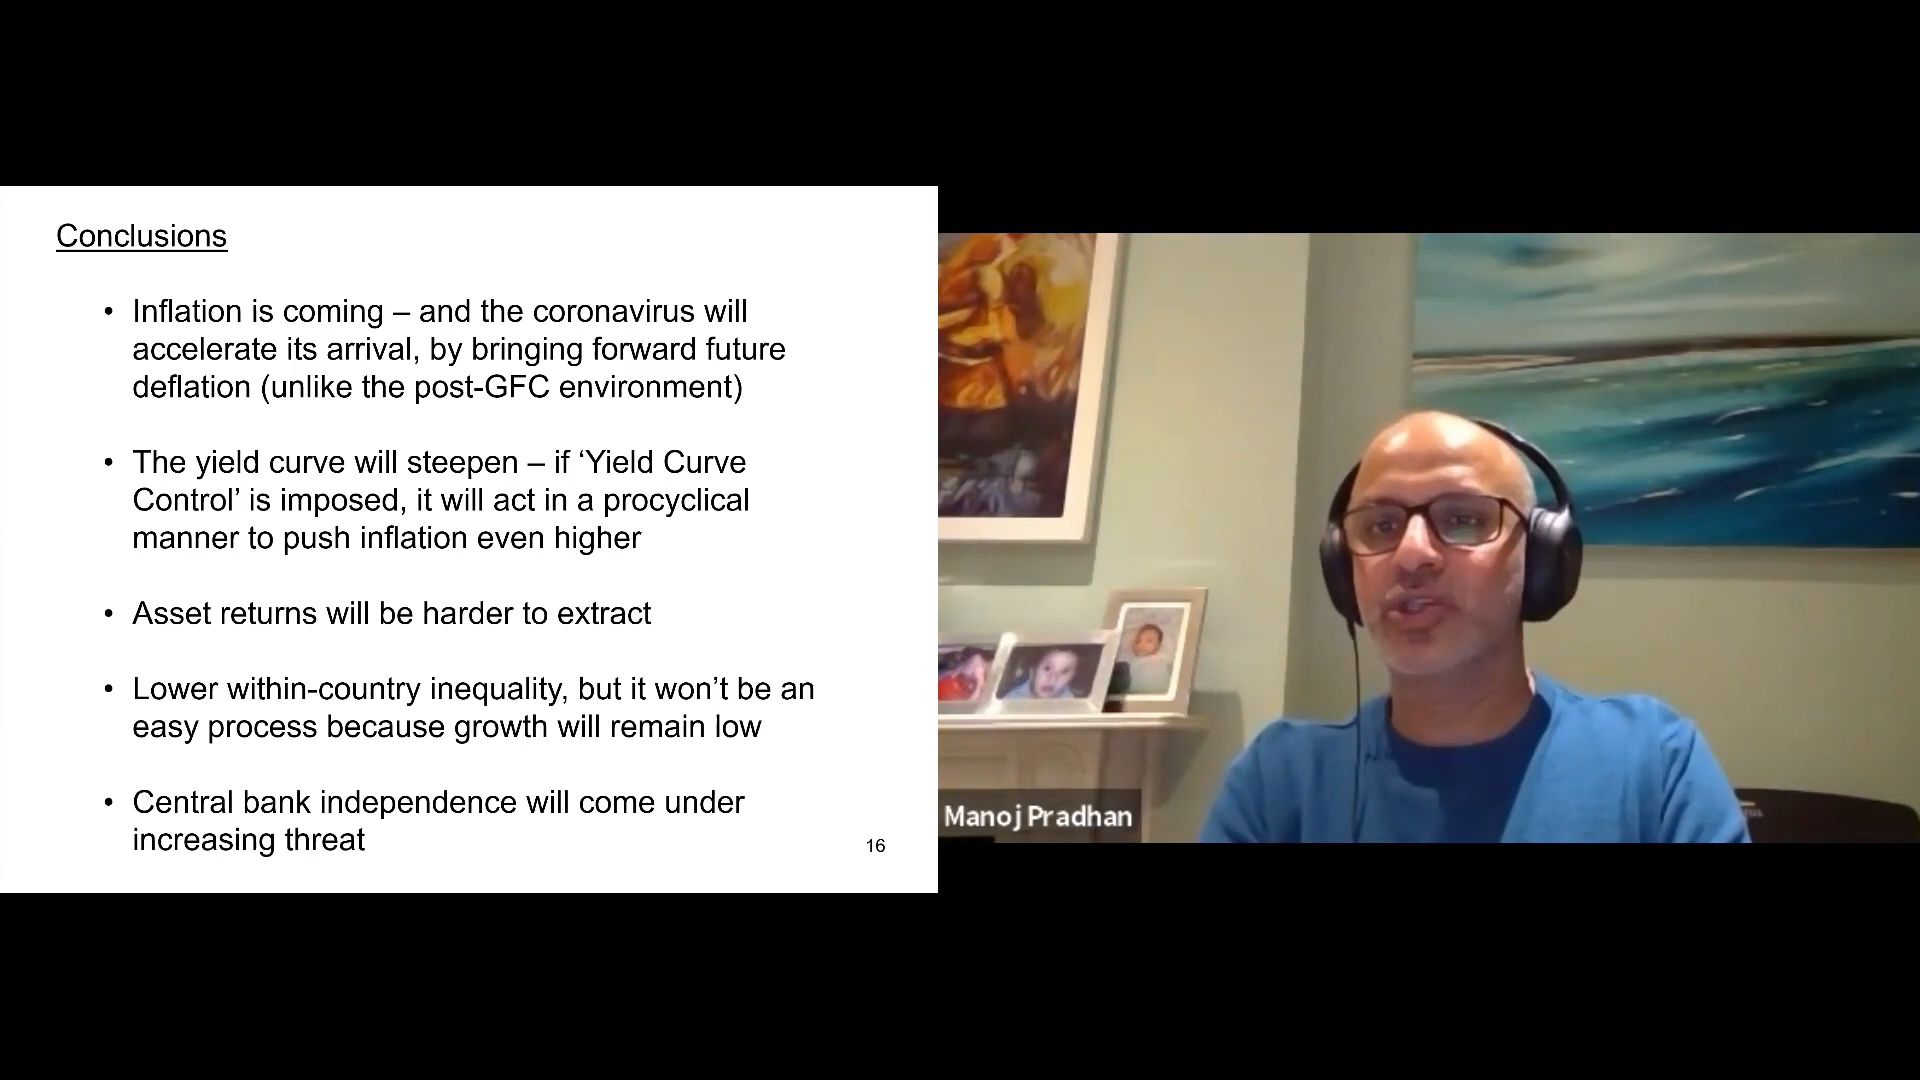 Conclusions
• Inflation is coming – and the coronavirus will
accelerate its arrival, by bringing forward future
deflation (unlike the post-GFC environment)
• The yield curve will steepen – if ‘Yield Curve
Control’ is imposed, it will act in a procyclical
manner to push inflation even higher
• Asset returns will be harder to extract
• Lower within-country inequality, but it won’t be an
easy process because growth will remain low
• Central bank independence will come under
increasing threat
16
Manoj Pradhan